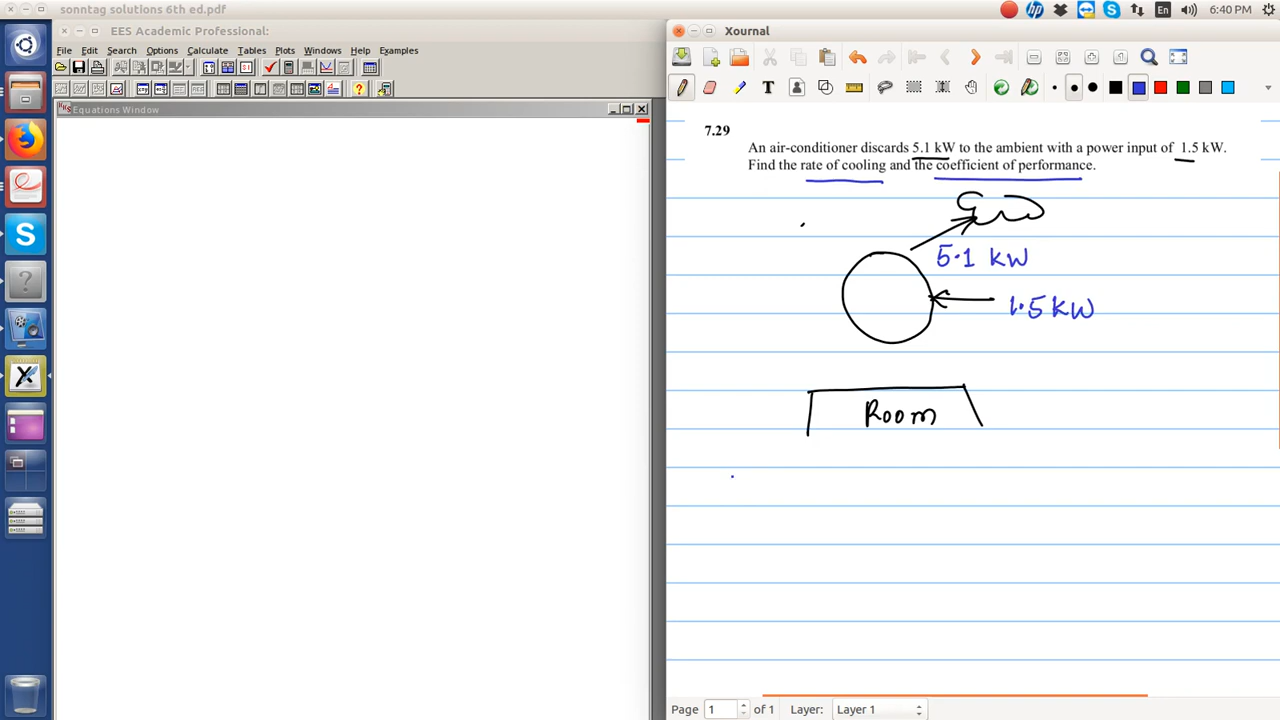 sonntag solutions 6th ed.pdf
En
6:40 PM
EES Academic Professional:
File Edit Search Options Calculate Tables Plots Windows Help Examples
Equations Window
Xournal
7.29
An air-conditioner discards 5.1 kW to the ambient with a power input of 1.5 kW.
Find the rate of cooling and the coefficient of performance.
5.1 kW
1.5 kW
Room
Page 1 of 1 Layer: Layer 1